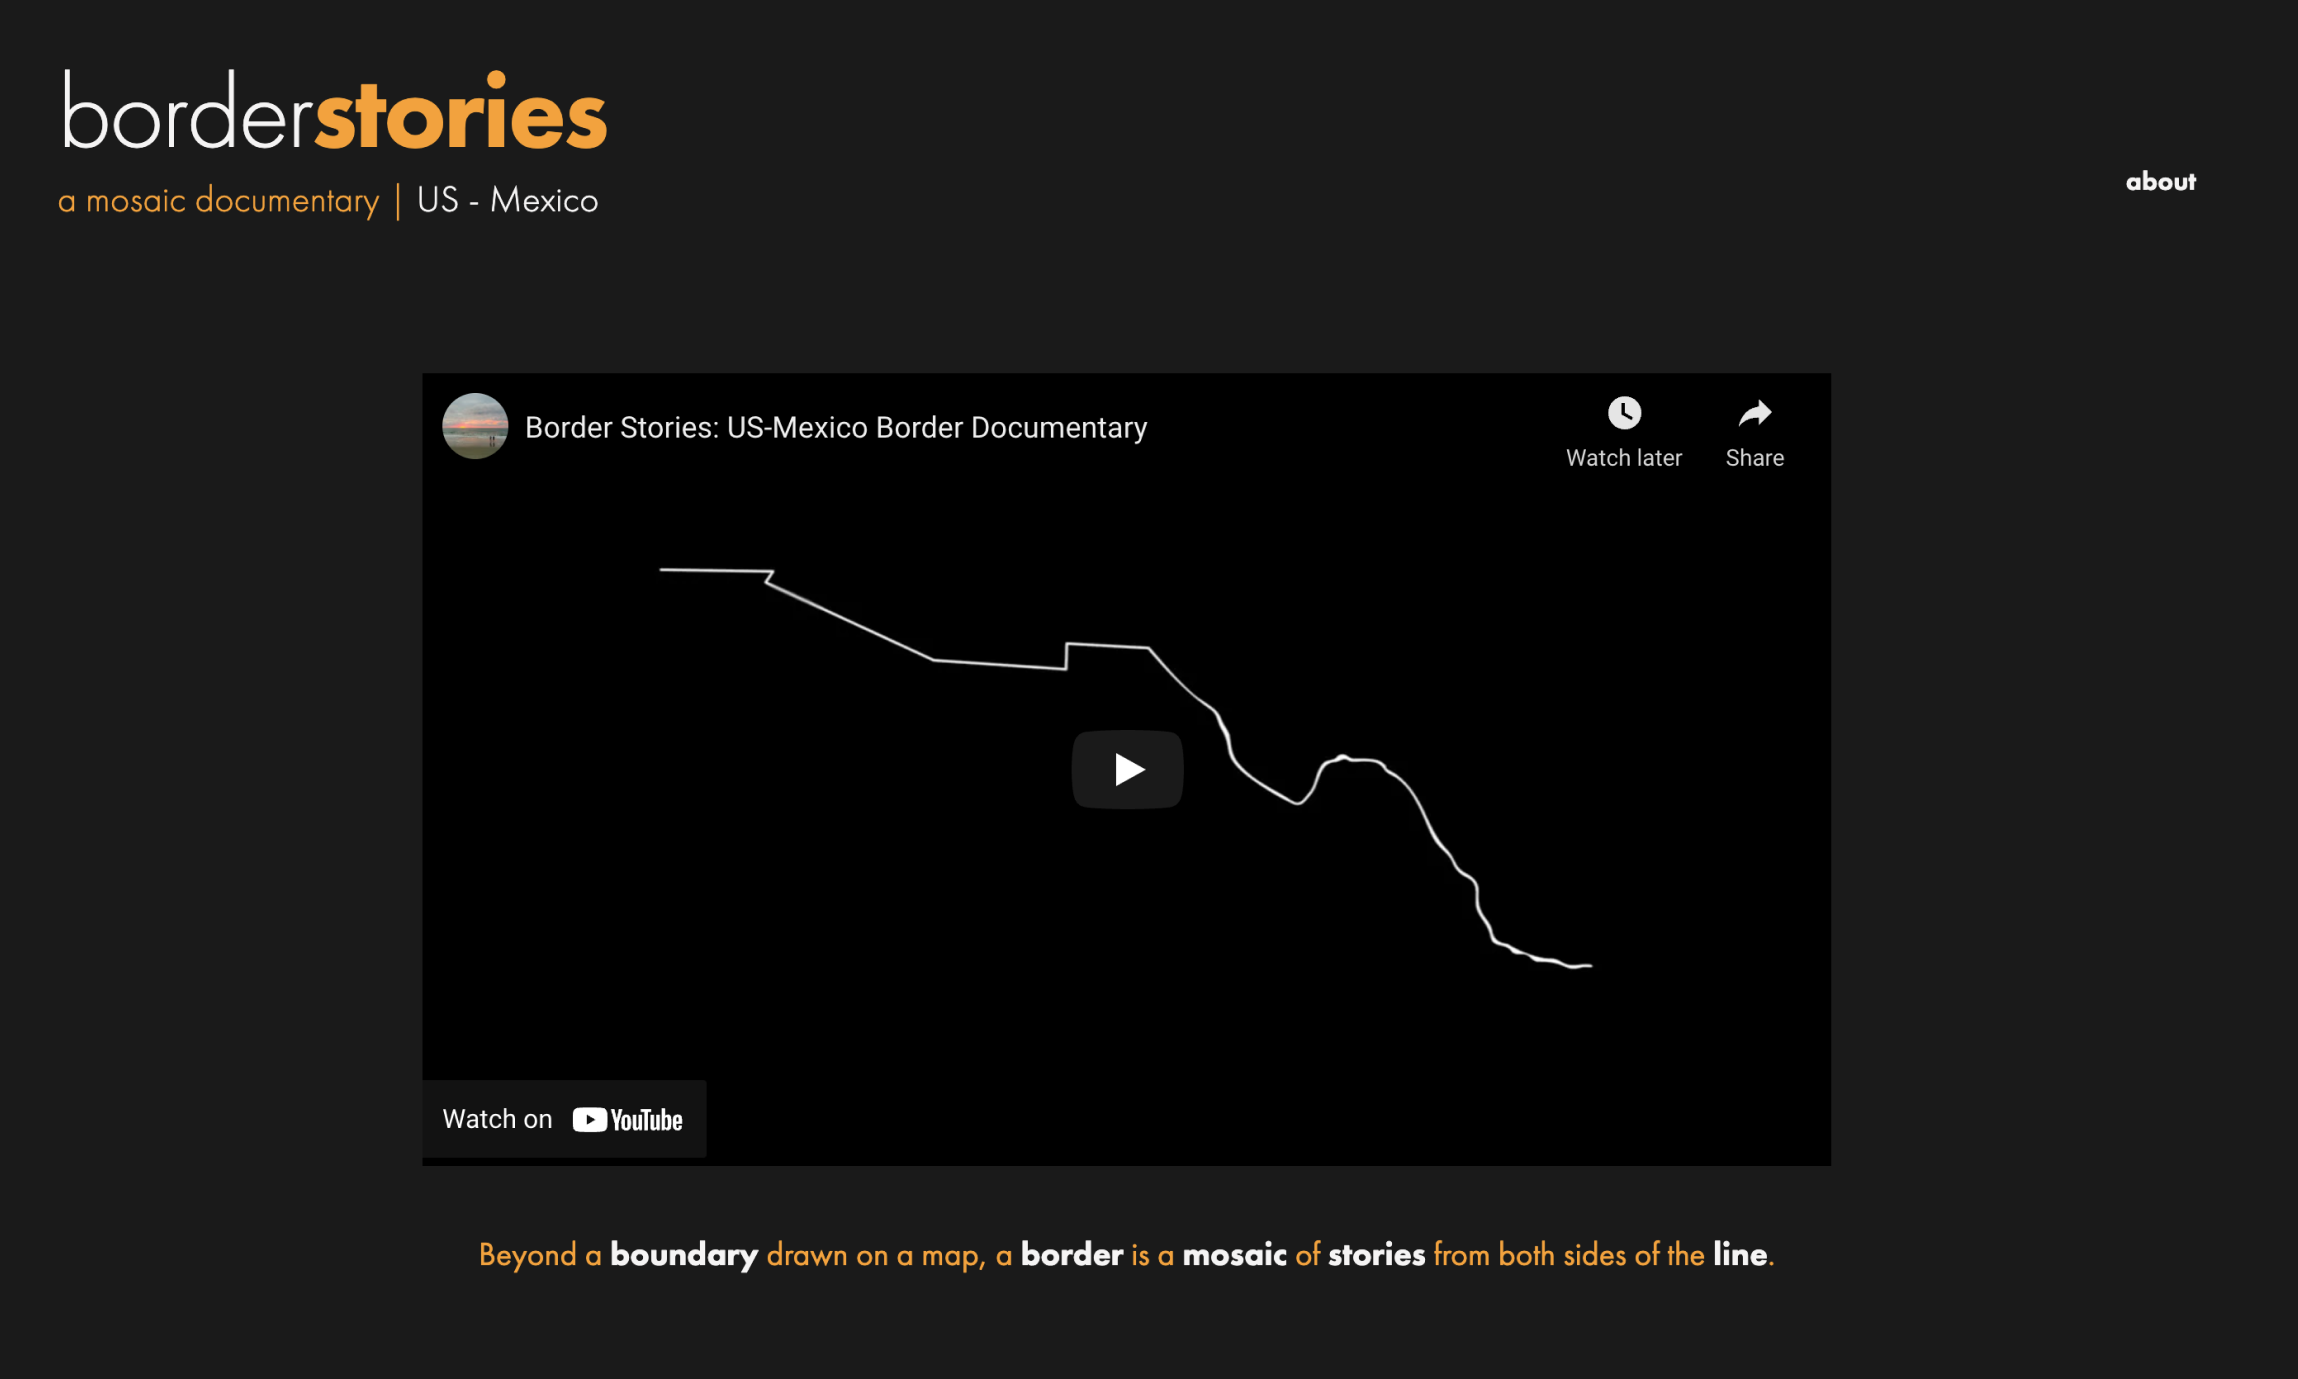 borderstories
a mosaic documentary | US - Mexico
about
Border Stories: US-Mexico Border Documentary
Watch later
Share
Watch on YouTube
Beyond a boundary drawn on a map, a border is a mosaic of stories from both sides of the line.